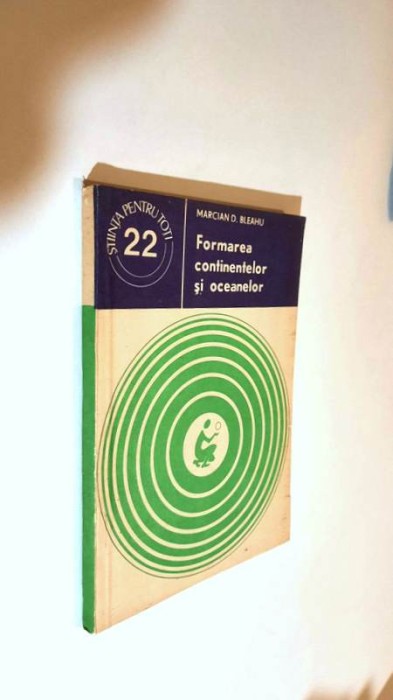 ȘTIINȚA PENTRU TOȚI
22
MARCIAN D. BLEAHU
Formarea
continentelor
și oceanelor